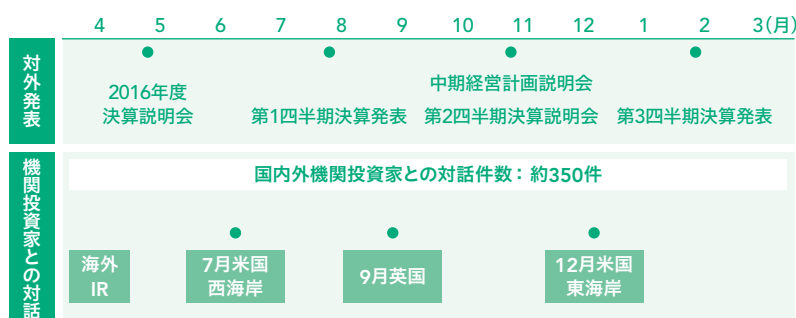 4 5 6 7 8 9 10 11 12 1 2 3(月)
対外発表
2016年度
決算説明会
第1四半期決算発表
中期経営計画説明会
第2四半期決算説明会
第3四半期決算発表
機関投資家との対話
国内外機関投資家との対話件数：約350件
海外
IR
7月米国
西海岸
9月英国
12月米国
東海岸